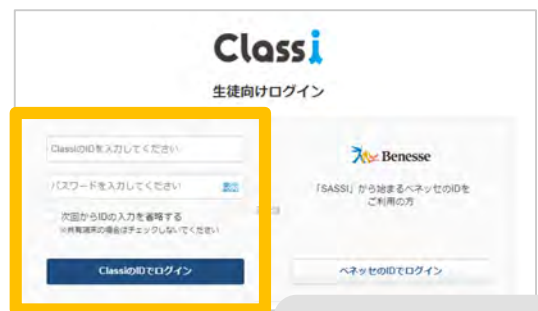 Classi
生徒向けログイン
ClassiのIDを入力してください
パスワードを入力してください
次回からIDの入力を省略する
※共有端末の場合はチェックしないでください
ClassiのIDでログイン
Benesse
「SASSI」から始まるベネッセのIDを
ご利用の方
ベネッセのIDでログイン